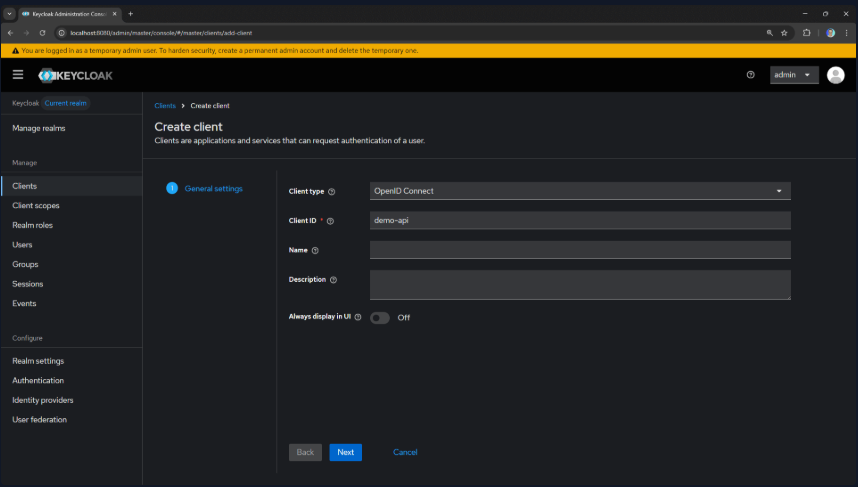 Keycloak Administration Conso
localhost:8080/admin/master/console/#/master/clients/add-client
You are logged in as a temporary admin user. To harden security, create a permanent admin account and delete the temporary one.
KEYCLOAK
admin
Keycloak Current realm
Manage realms
Manage
Clients
Client scopes
Realm roles
Users
Groups
Sessions
Events
Configure
Realm settings
Authentication
Identity providers
User federation
Clients > Create client
Create client
Clients are applications and services that can request authentication of a user.
1 General settings
Client type OpenID Connect
Client ID * demo-api
Name
Description
Always display in UI Off
Back Next Cancel